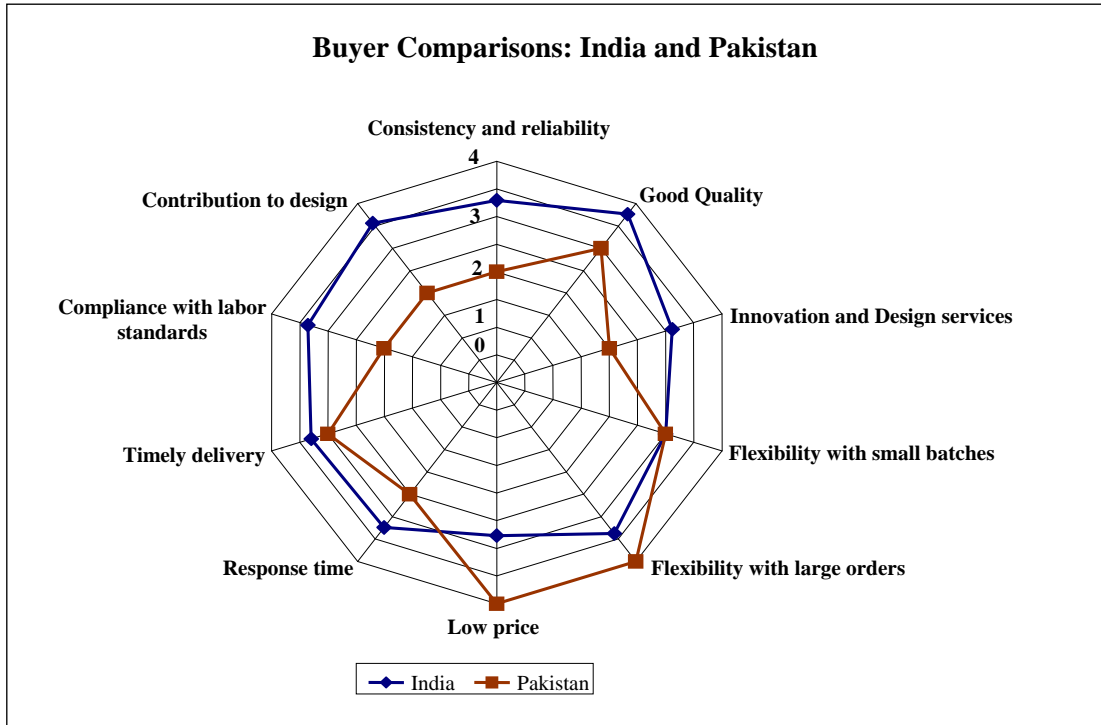 Buyer Comparisons: India and Pakistan
Consistency and reliability
4
Good Quality
Contribution to design
3
2
Compliance with labor
standards
Innovation and Design services
1
0
Timely delivery
Flexibility with small batches
Response time
Flexibility with large orders
Low price
India
Pakistan